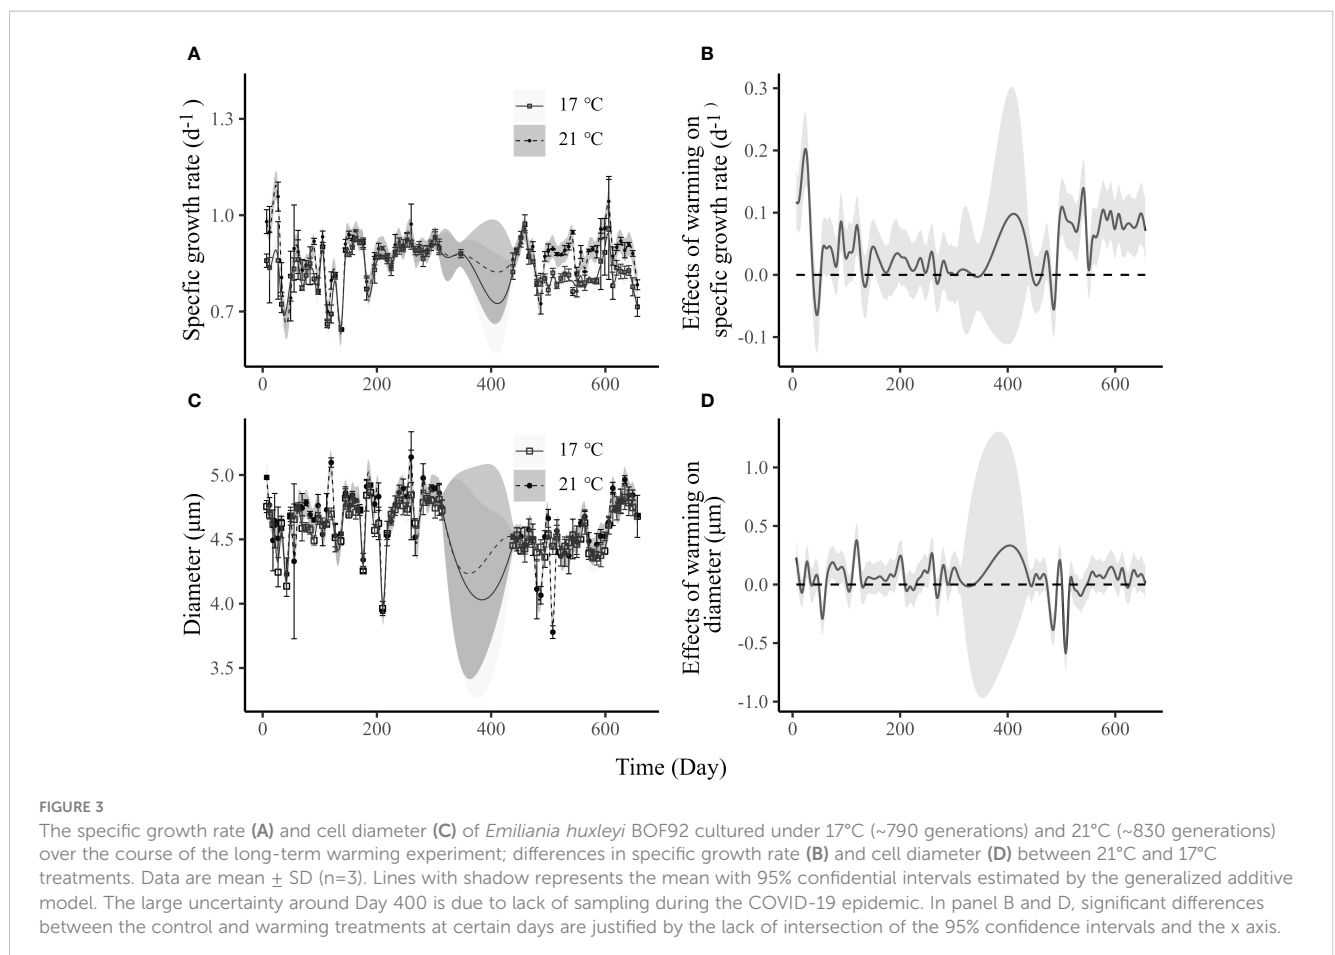 A
Specfic growth rate (d-1 )
1.3
1.0
0.7
17 °C
21 °C
0
200
400
600
B
Effects of warming on
specfic growth rate (d-1 )
0.3
0.2
0.1
0.0
-0.1
0
200
400
600
C
Diameter (μm)
5.0
4.5
4.0
3.5
17 °C
21 °C
0
200
400
600
D
Effects of warming on
diameter (μm)
1.0
0.5
0.0
-0.5
-1.0
0
200
400
600
Time (Day)
FIGURE 3
The specific growth rate (A) and cell diameter (C) of Emiliania huxleyi BOF92 cultured under 17°C (~790 generations) and 21°C (~830 generations)
over the course of the long-term warming experiment; differences in specific growth rate (B) and cell diameter (D) between 21°C and 17°C
treatments. Data are mean ± SD (n=3). Lines with shadow represents the mean with 95% confidential intervals estimated by the generalized additive
model. The large uncertainty around Day 400 is due to lack of sampling during the COVID-19 epidemic. In panel B and D, significant differences
between the control and warming treatments at certain days are justified by the lack of intersection of the 95% confidence intervals and the x axis.